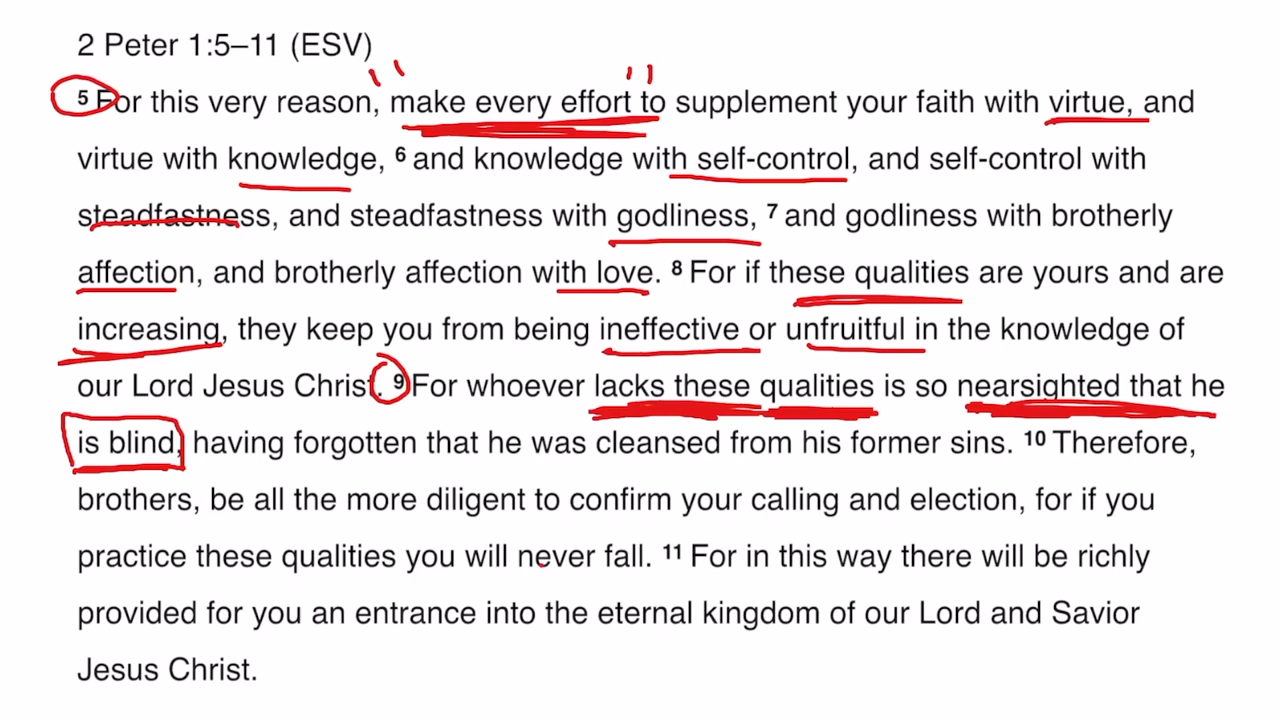 2 Peter 1:5–11 (ESV)
5 For this very reason, make every effort to supplement your faith with virtue, and
virtue with knowledge, 6 and knowledge with self-control, and self-control with
steadfastness, and steadfastness with godliness, 7 and godliness with brotherly
affection, and brotherly affection with love. 8 For if these qualities are yours and are
increasing, they keep you from being ineffective or unfruitful in the knowledge of
our Lord Jesus Christ. 9 For whoever lacks these qualities is so nearsighted that he
is blind, having forgotten that he was cleansed from his former sins. 10 Therefore,
brothers, be all the more diligent to confirm your calling and election, for if you
practice these qualities you will never fall. 11 For in this way there will be richly
provided for you an entrance into the eternal kingdom of our Lord and Savior
Jesus Christ.